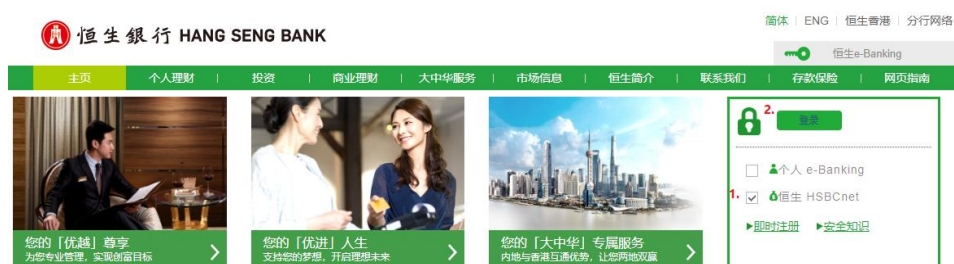 简体 | ENG | 恒生香港 | 分行网络
恒生銀行 HANG SENG BANK
恒生e-Banking
主页 个人理财 | 投资 | 商业理财 | 大中华服务 | 市场信息 | 恒生简介 | 联系我们 | 存款保险 | 网页指南
2. 登录
个人 e-Banking
1. 恒生 HSBCnet
▶即时注册 ▶安全知识
您的「优越」尊享
为您专业管理,实现创富目标
您的「优进」人生
支持您的梦想,开启理想未来
您的「大中华」专属服务
内地与香港互通优势,让您两地双赢